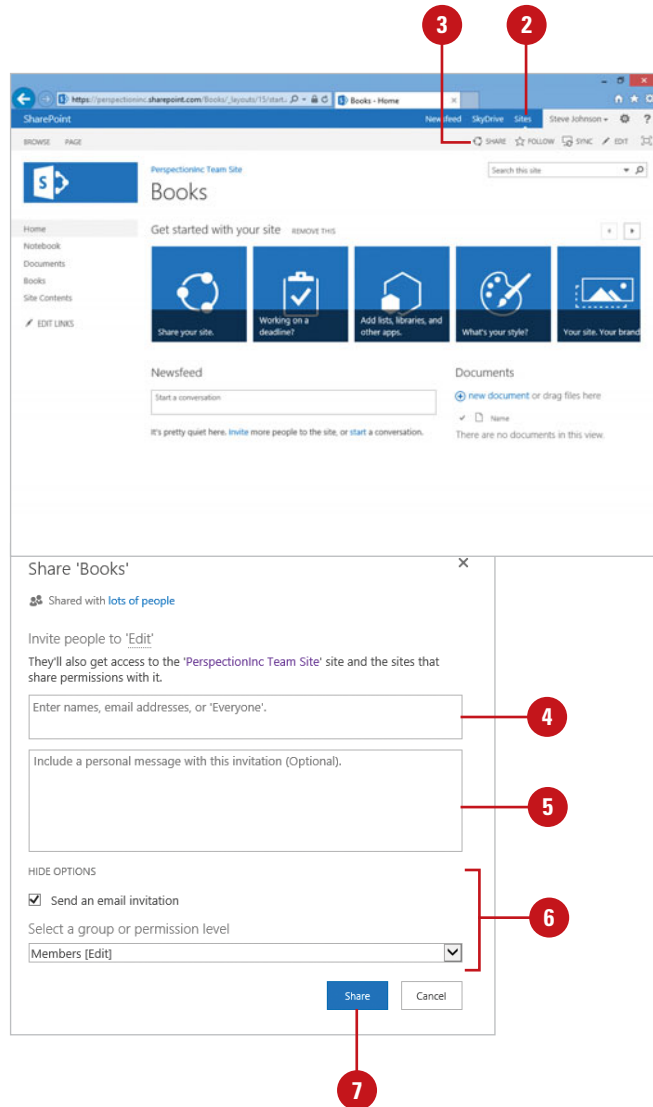 3 2
https://perspectioninc.sharepoint.com/Books/_layouts/15/start.. Books - Home
SharePoint Newsfeed SkyDrive Sites Steve Johnson ?
BROWSE PAGE SHARE FOLLOW SYNC EDIT
S PerspectionInc Team Site Search this site
Books
Home Get started with your site REMOVE THIS
Notebook
Documents
Books
Site Contents
EDIT LINKS
Share your site. Working on a deadline? Add lists, libraries, and other apps. What's your style? Your site. Your brand
Newsfeed Documents
Start a conversation new document or drag files here
Name
It's pretty quiet here. Invite more people to the site, or start a conversation. There are no documents in this view.
Share 'Books'
Shared with lots of people
Invite people to 'Edit'
They'll also get access to the 'PerspectionInc Team Site' site and the sites that
share permissions with it.
Enter names, email addresses, or 'Everyone'. 4
Include a personal message with this invitation (Optional).
5
HIDE OPTIONS
Send an email invitation
6
Select a group or permission level
Members [Edit]
Share Cancel
7